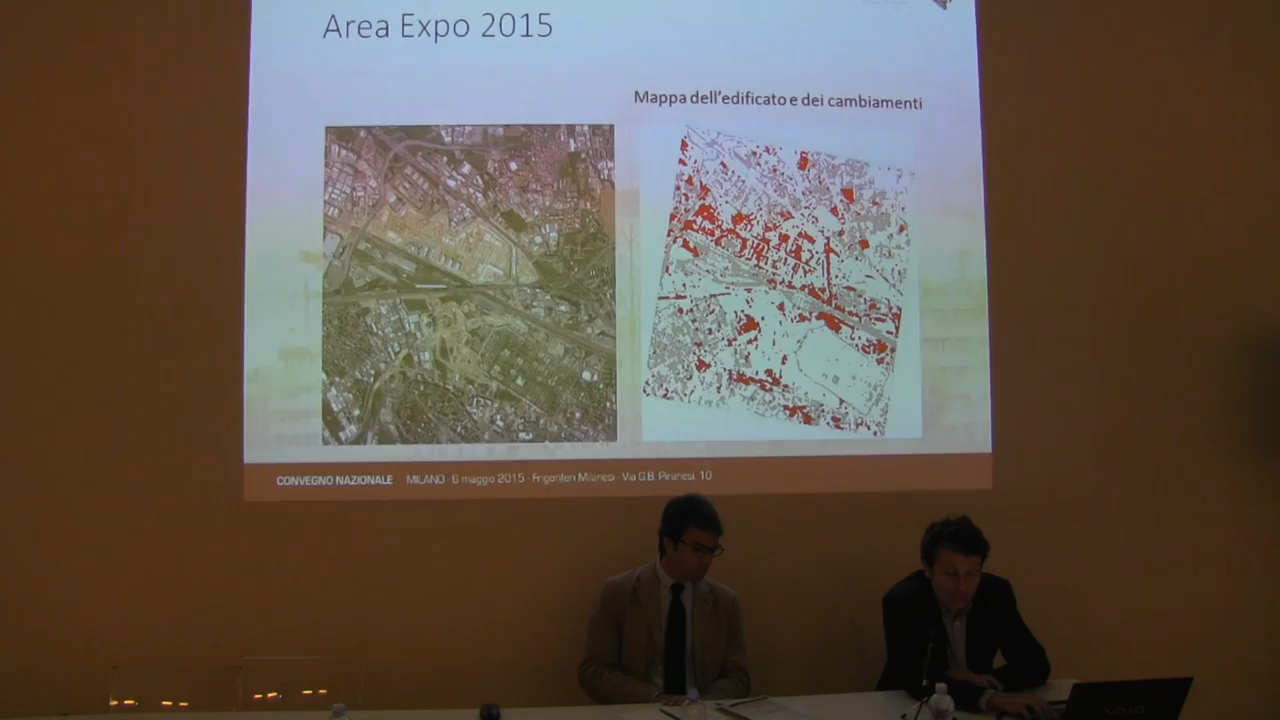 Area Expo 2015
Mappa dell'edificato e dei cambiamenti
CONVEGNO NAZIONALE MILANO · 6 maggio 2015 · Frigoriferi Milanesi · Via G.B. Piranesi, 10